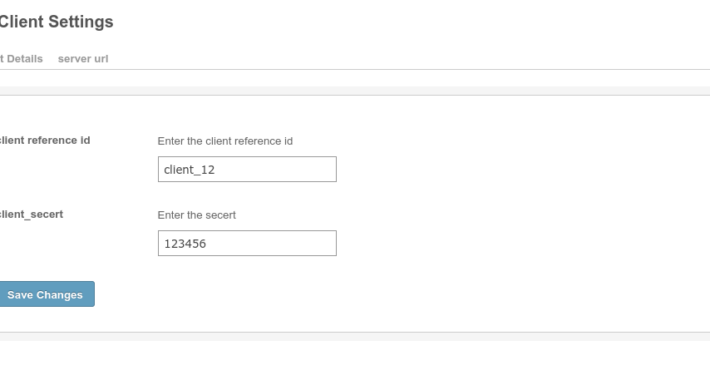 Client Settings
t Details server url
client reference id Enter the client reference id
client_12
client_secert Enter the secert
123456
Save Changes